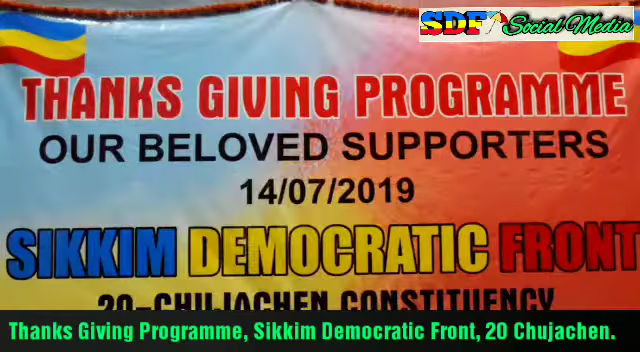 SDF Social Media
THANKS GIVING PROGRAMME
OUR BELOVED SUPPORTERS
14/07/2019
SIKKIM DEMOCRATIC FRONT
20-CHUJACHEN CONSTITUENCY
Thanks Giving Programme, Sikkim Democratic Front, 20 Chujachen.